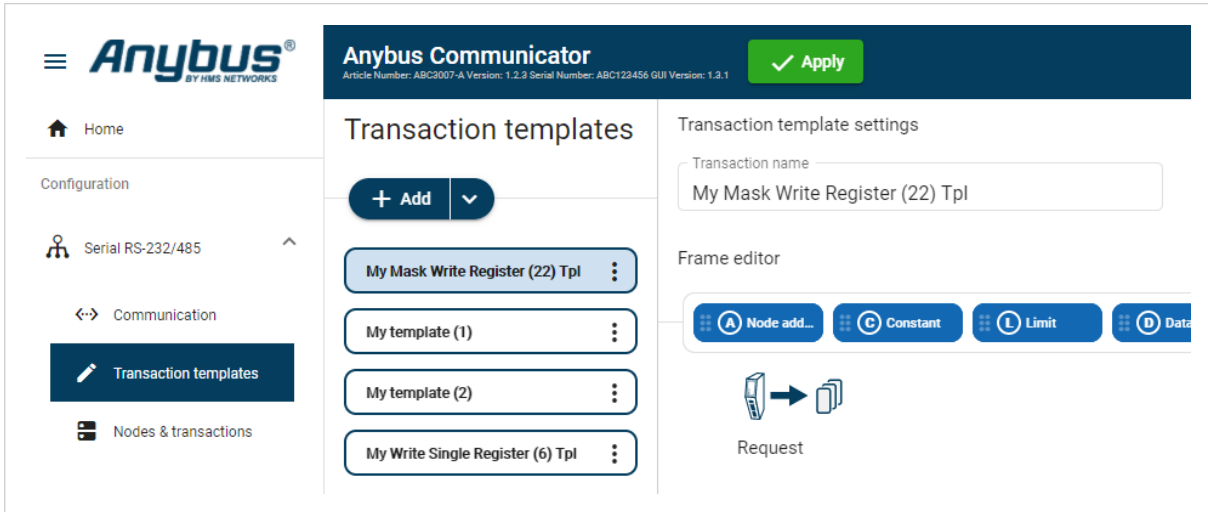 Anybus®
BY HMS NETWORKS
Home
Configuration
Serial RS-232/485
Communication
Transaction templates
Nodes & transactions
Anybus Communicator
Article Number: ABC3007-A Version: 1.2.3 Serial Number: ABC123456 GUI Version: 1.3.1
Apply
Transaction templates
Add
My Mask Write Register (22) Tpl
My template (1)
My template (2)
My Write Single Register (6) Tpl
Transaction template settings
Transaction name
My Mask Write Register (22) Tpl
Frame editor
A Node add... C Constant L Limit D Data
Request